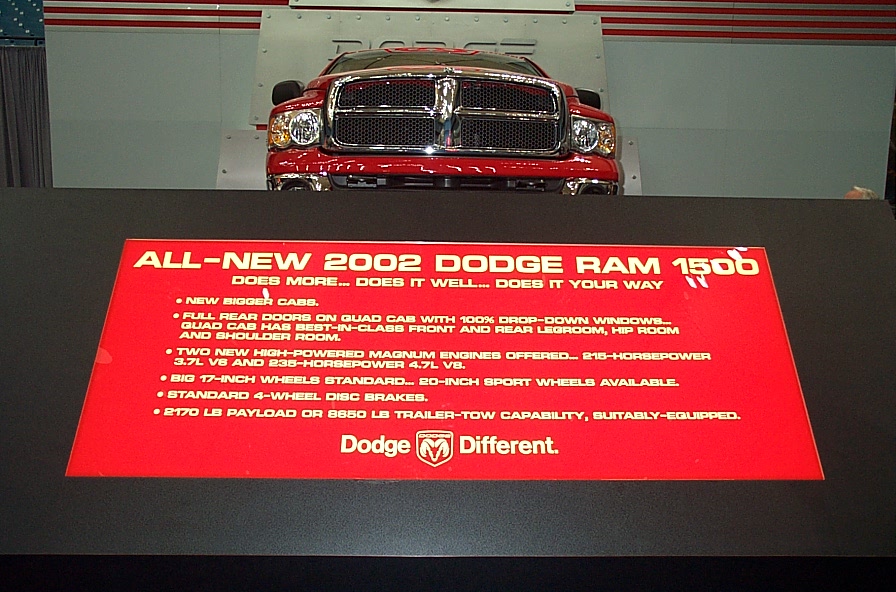 DODGE
ALL-NEW 2002 DODGE RAM 1500
DOES MORE... DOES IT WELL... DOES IT YOUR WAY
• NEW BIGGER CABS.
• FULL REAR DOORS ON QUAD CAB WITH 100% DROP-DOWN WINDOWS...
QUAD CAB HAS BEST-IN-CLASS FRONT AND REAR LEGROOM, HIP ROOM
AND SHOULDER ROOM.
• TWO NEW HIGH-POWERED MAGNUM ENGINES OFFERED... 215-HORSEPOWER
3.7L V6 AND 235-HORSEPOWER 4.7L V8.
• BIG 17-INCH WHEELS STANDARD... 20-INCH SPORT WHEELS AVAILABLE.
• STANDARD 4-WHEEL DISC BRAKES.
• 2170 LB PAYLOAD OR 8650 LB TRAILER-TOW CAPABILITY, SUITABLY-EQUIPPED.
Dodge DODGE Different.